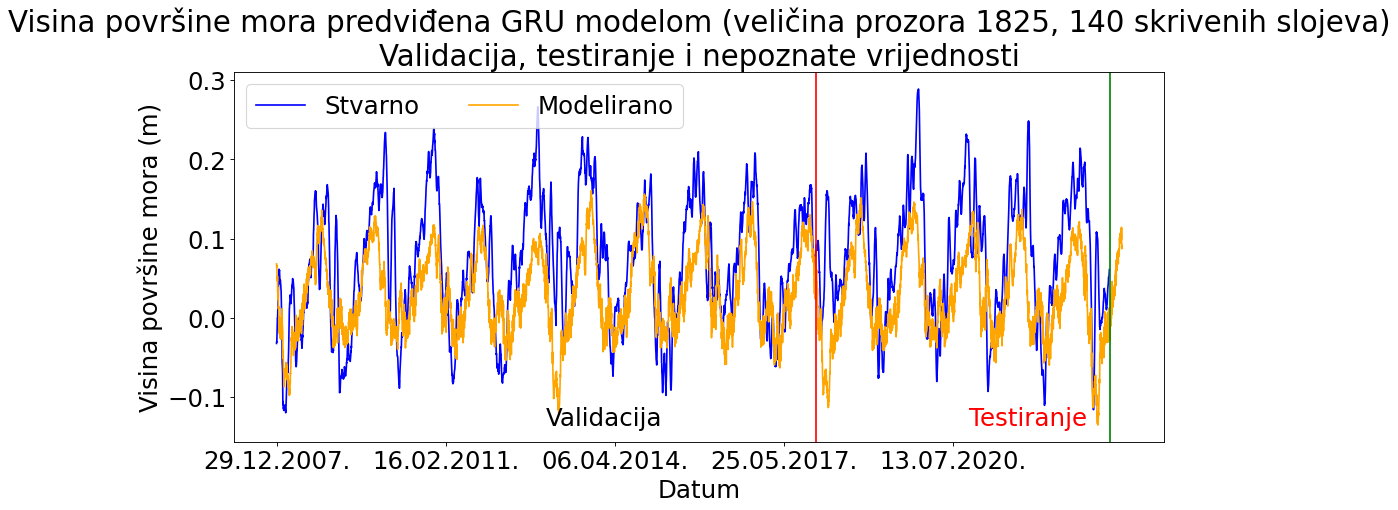 Visina površine mora predviđena GRU modelom (veličina prozora 1825, 140 skrivenih slojeva)
Validacija, testiranje i nepoznate vrijednosti
Stvarno
Modelirano
Visina površine mora (m)
0.3
0.2
0.1
0.0
−0.1
Validacija
Testiranje
29.12.2007.
16.02.2011.
06.04.2014.
25.05.2017.
13.07.2020.
Datum